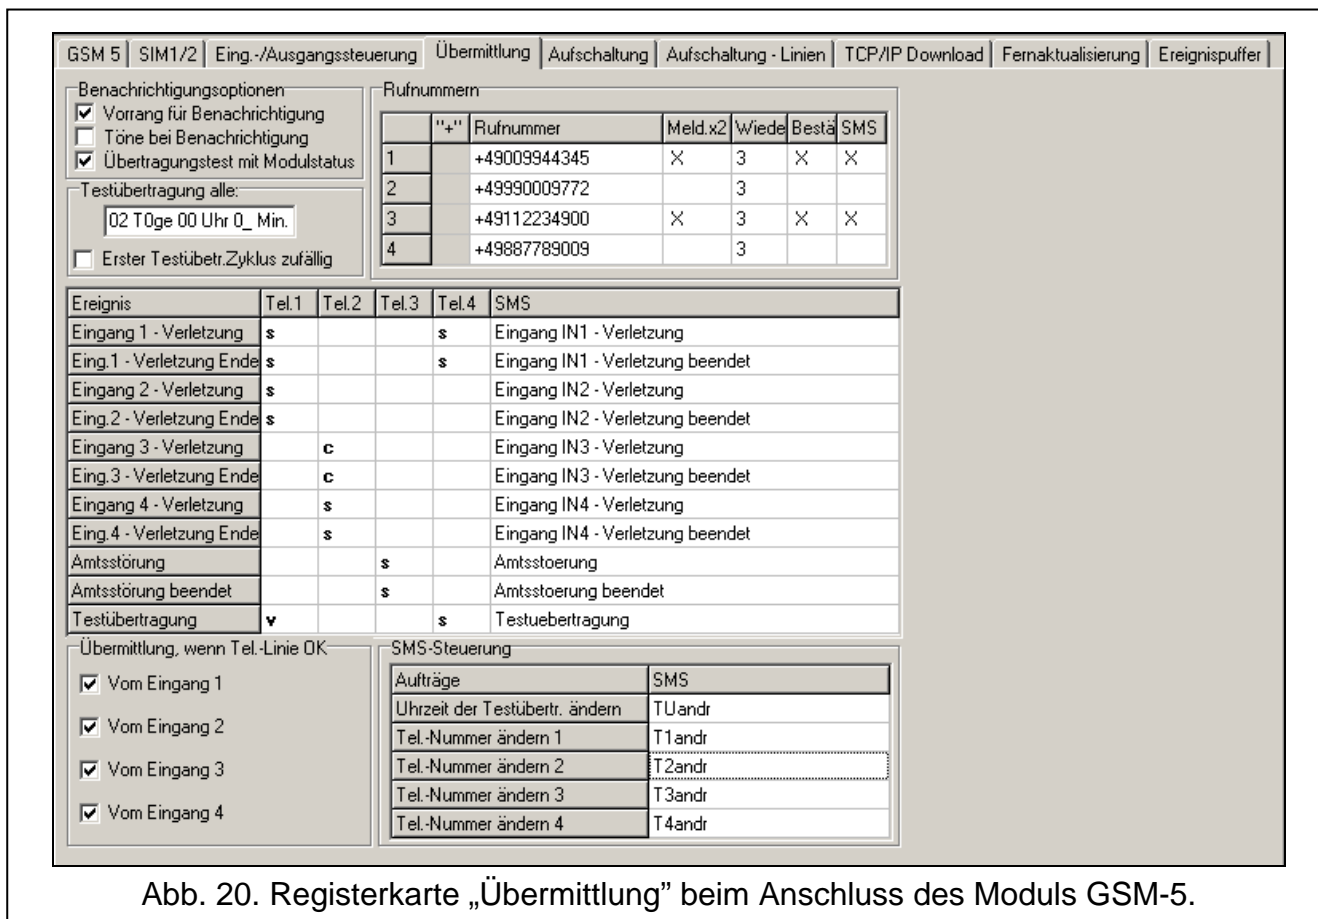 GSM 5 SIM1/2 Eing.-/Ausgangssteuerung Übermittlung Aufschaltung Aufschaltung - Linien TCP/IP Download Fernaktualisierung Ereignispuffer
Benachrichtigungsoptionen
Vorrang für Benachrichtigung
Töne bei Benachrichtigung
Übertragungstest mit Modulstatus
Testübertragung alle:
02 T0ge 00 Uhr 0_ Min.
Erster Testübetr.Zyklus zufällig
Rufnummern
"+" Rufnummer Meld.x2 Wiede Bestä SMS
1 +49009944345 X 3 X X
2 +49990009772 3
3 +49112234900 X 3 X X
4 +49887789009 3
Ereignis Tel.1 Tel.2 Tel.3 Tel.4 SMS
Eingang 1 - Verletzung s s Eingang IN1 - Verletzung
Eing.1 - Verletzung Ende s s Eingang IN1 - Verletzung beendet
Eingang 2 - Verletzung s Eingang IN2 - Verletzung
Eing.2 - Verletzung Ende s Eingang IN2 - Verletzung beendet
Eingang 3 - Verletzung c Eingang IN3 - Verletzung
Eing.3 - Verletzung Ende c Eingang IN3 - Verletzung beendet
Eingang 4 - Verletzung s Eingang IN4 - Verletzung
Eing.4 - Verletzung Ende s Eingang IN4 - Verletzung beendet
Amtsstörung s Amtsstoerung
Amtsstörung beendet s Amtsstoerung beendet
Testübertragung v s Testuebertragung
Übermittlung, wenn Tel.-Linie OK
Vom Eingang 1
Vom Eingang 2
Vom Eingang 3
Vom Eingang 4
SMS-Steuerung
Aufträge SMS
Uhrzeit der Testübertr. ändern TUandr
Tel.-Nummer ändern 1 T1andr
Tel.-Nummer ändern 2 T2andr
Tel.-Nummer ändern 3 T3andr
Tel.-Nummer ändern 4 T4andr
Abb. 20. Registerkarte „Übermittlung” beim Anschluss des Moduls GSM-5.